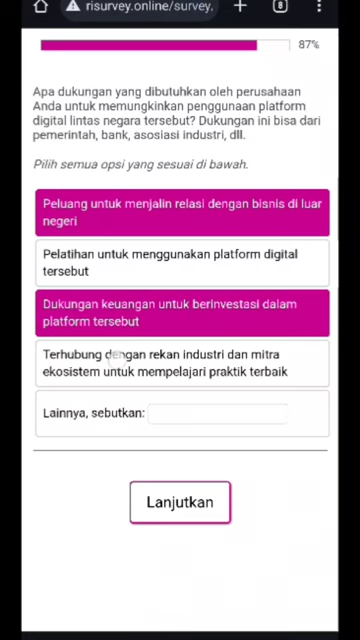 risurvey.online/survey.
8
87%
Apa dukungan yang dibutuhkan oleh perusahaan
Anda untuk memungkinkan penggunaan platform
digital lintas negara tersebut? Dukungan ini bisa dari
pemerintah, bank, asosiasi industri, dll.
Pilih semua opsi yang sesuai di bawah.
Peluang untuk menjalin relasi dengan bisnis di luar
negeri
Pelatihan untuk menggunakan platform digital
tersebut
Dukungan keuangan untuk berinvestasi dalam
platform tersebut
Terhubung dengan rekan industri dan mitra
ekosistem untuk mempelajari praktik terbaik
Lainnya, sebutkan:
Lanjutkan